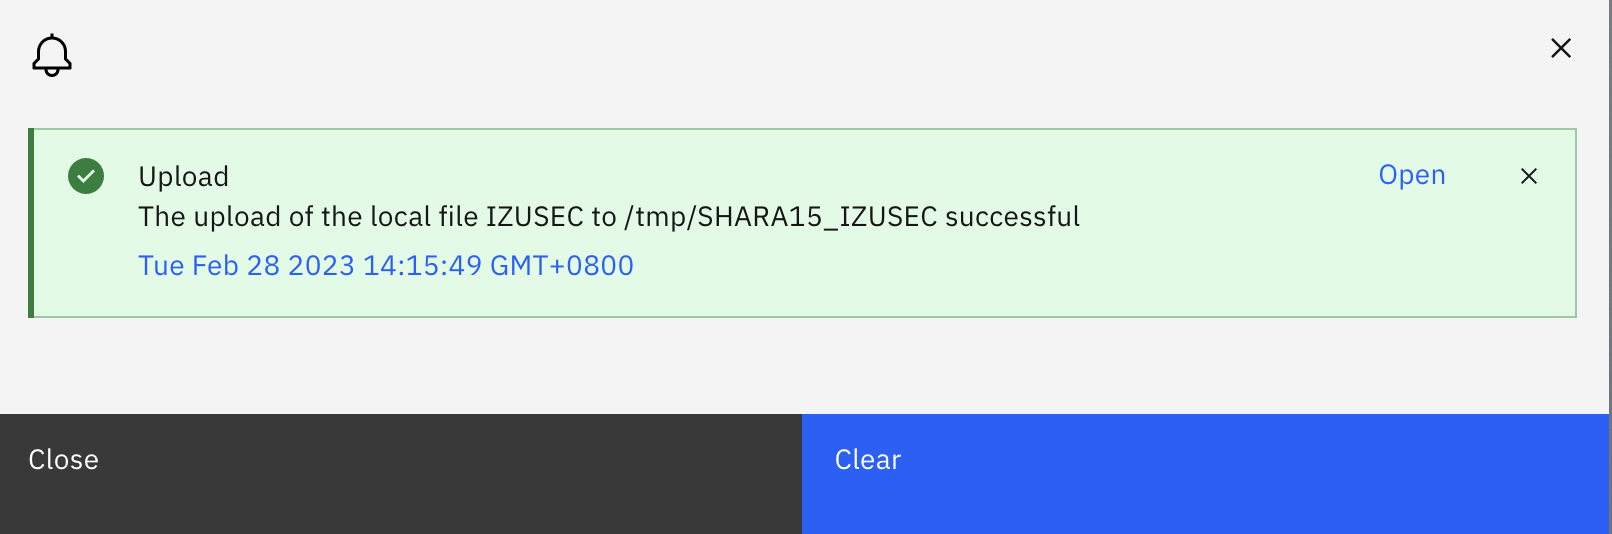 Upload
Open
The upload of the local file IZUSEC to /tmp/SHARA15_IZUSEC successful
Tue Feb 28 2023 14:15:49 GMT+0800
Close
Clear